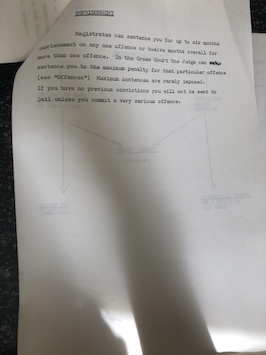 IMPRISONMENT
Magistrates can sentence you for up to six months
imprisonment on any one offence or twelve months overall for
more than one offence. In the Crown Court the Judge can
sentence you to the maximum penalty for that particular offence
(see "Offences") Maximum sentences are rarely imposed.
If you have no previous convictions you will not be sent to
jail unless you commit a very serious offence.